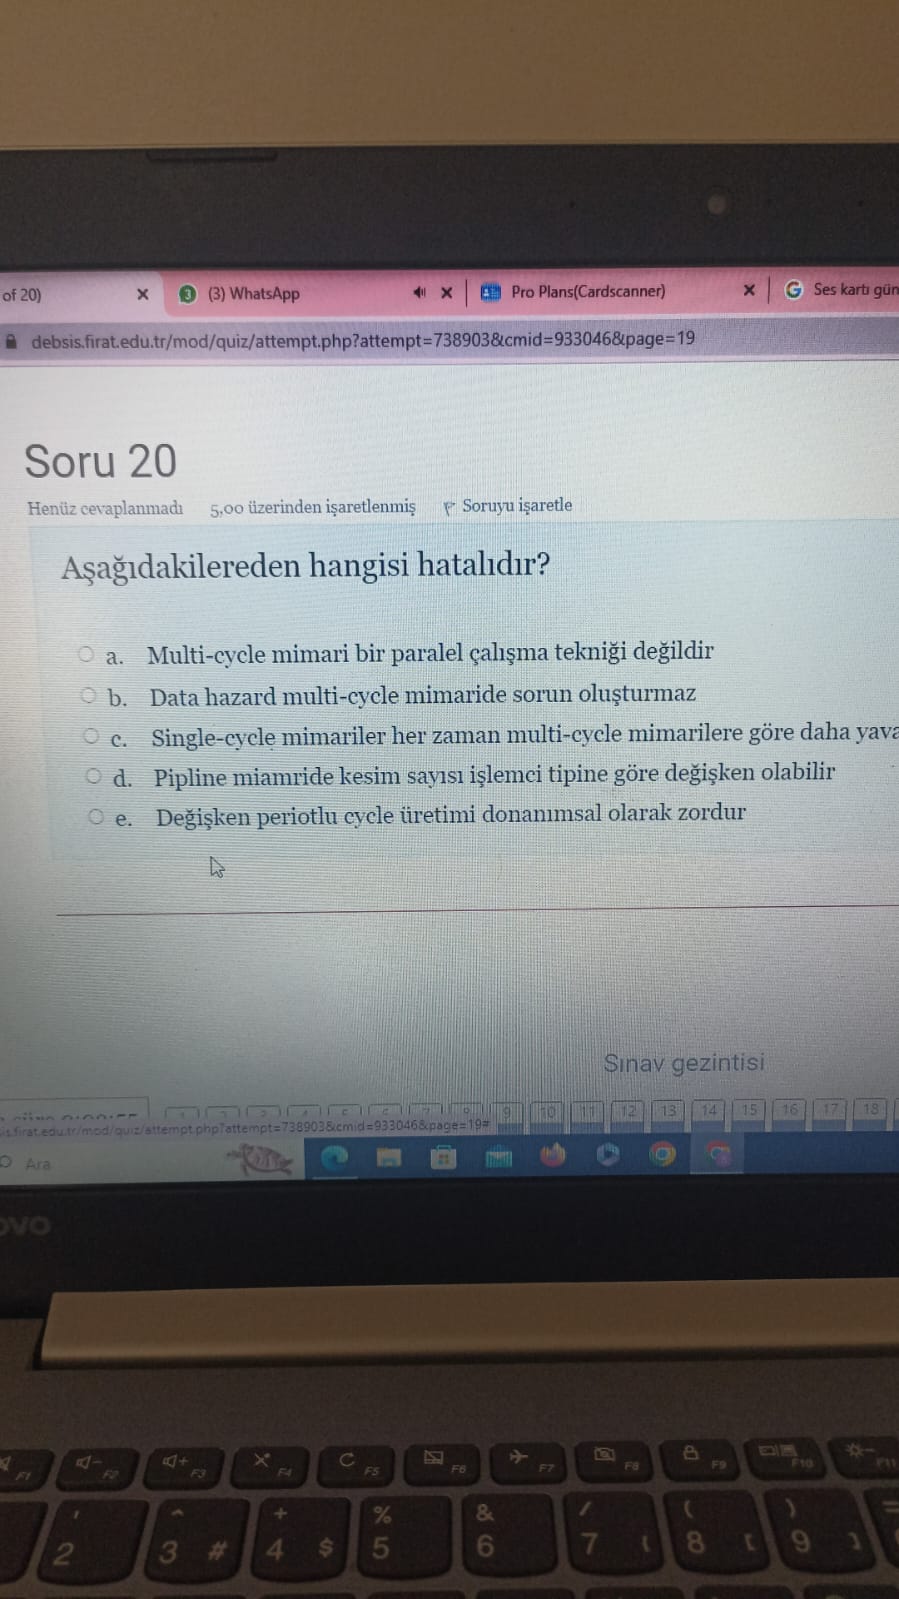 of 20)
(3) WhatsApp
Pro Plans(Cardscanner)
Ses kartı gün
debsis.firat.edu.tr/mod/quiz/attempt.php?attempt=738903&cmid=933046&page=19
Soru 20
Henüz cevaplanmadı 5,00 üzerinden işaretlenmiş Soruyu işaretle
Aşağıdakilereden hangisi hatalıdır?
a. Multi-cycle mimari bir paralel çalışma tekniği değildir
b. Data hazard multi-cycle mimaride sorun oluşturmaz
c. Single-cycle mimariler her zaman multi-cycle mimarilere göre daha yava
d. Pipline miamride kesim sayısı işlemci tipine göre değişken olabilir
e. Değişken periotlu cycle üretimi donanımsal olarak zordur
Sınav gezintisi
9 10 11 12 13 14 15 16 17 18
is.firat.edu.tr/mod/quiz/attempt.php?attempt=738903&cmid=933046&page=19#
Ara
OVO
F1 F2 F3 F4 F5 F6 F7 F8 F9 F10 F11
' ^ + % & / ( ) =
2 3 # 4 $ 5 6 7 { 8 [ 9 ]